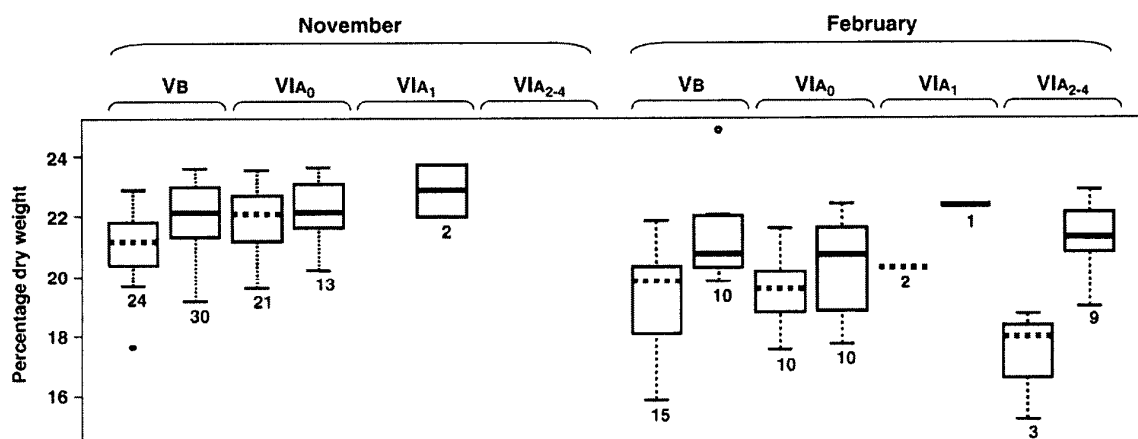 November February
VB VIA0 VIA1 VIA2-4 VB VIA0 VIA1 VIA2-4
Percentage dry weight
24
22
20
18
16
24 30 21 13 2 15 10 10 10 2 1 3 9